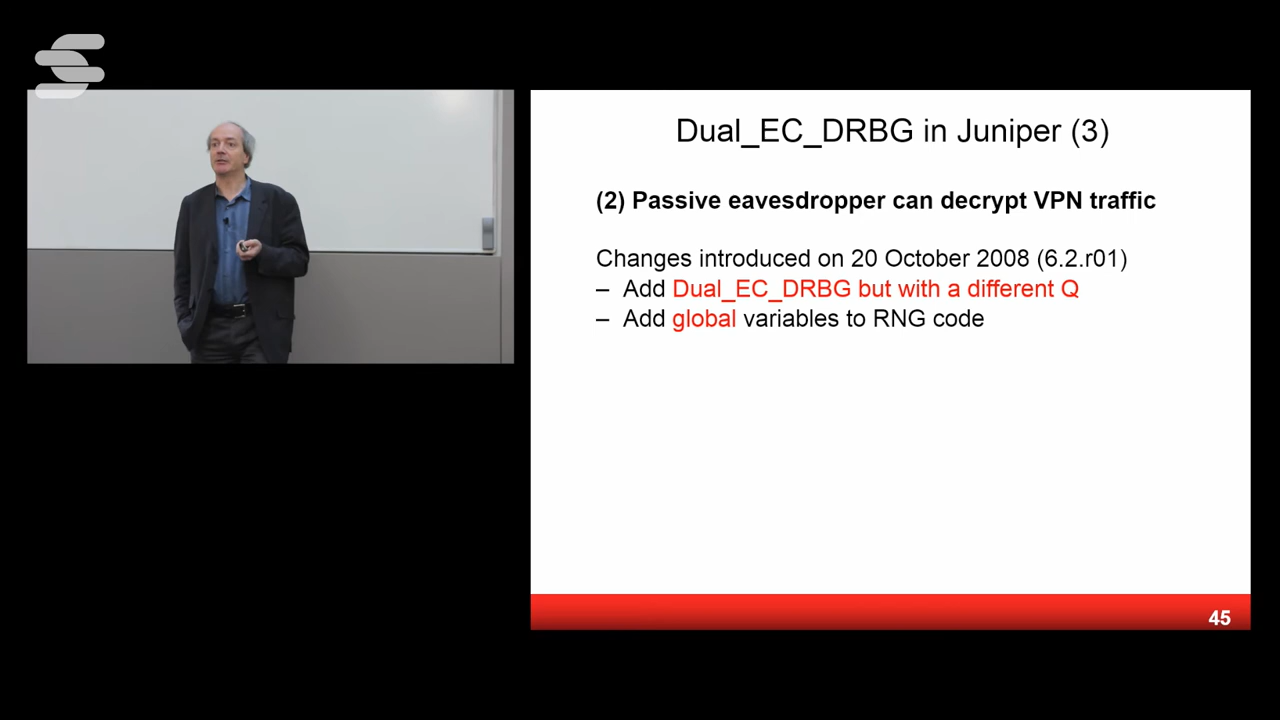 Dual_EC_DRBG in Juniper (3)
(2) Passive eavesdropper can decrypt VPN traffic
Changes introduced on 20 October 2008 (6.2.r01)
– Add Dual_EC_DRBG but with a different Q
– Add global variables to RNG code
45